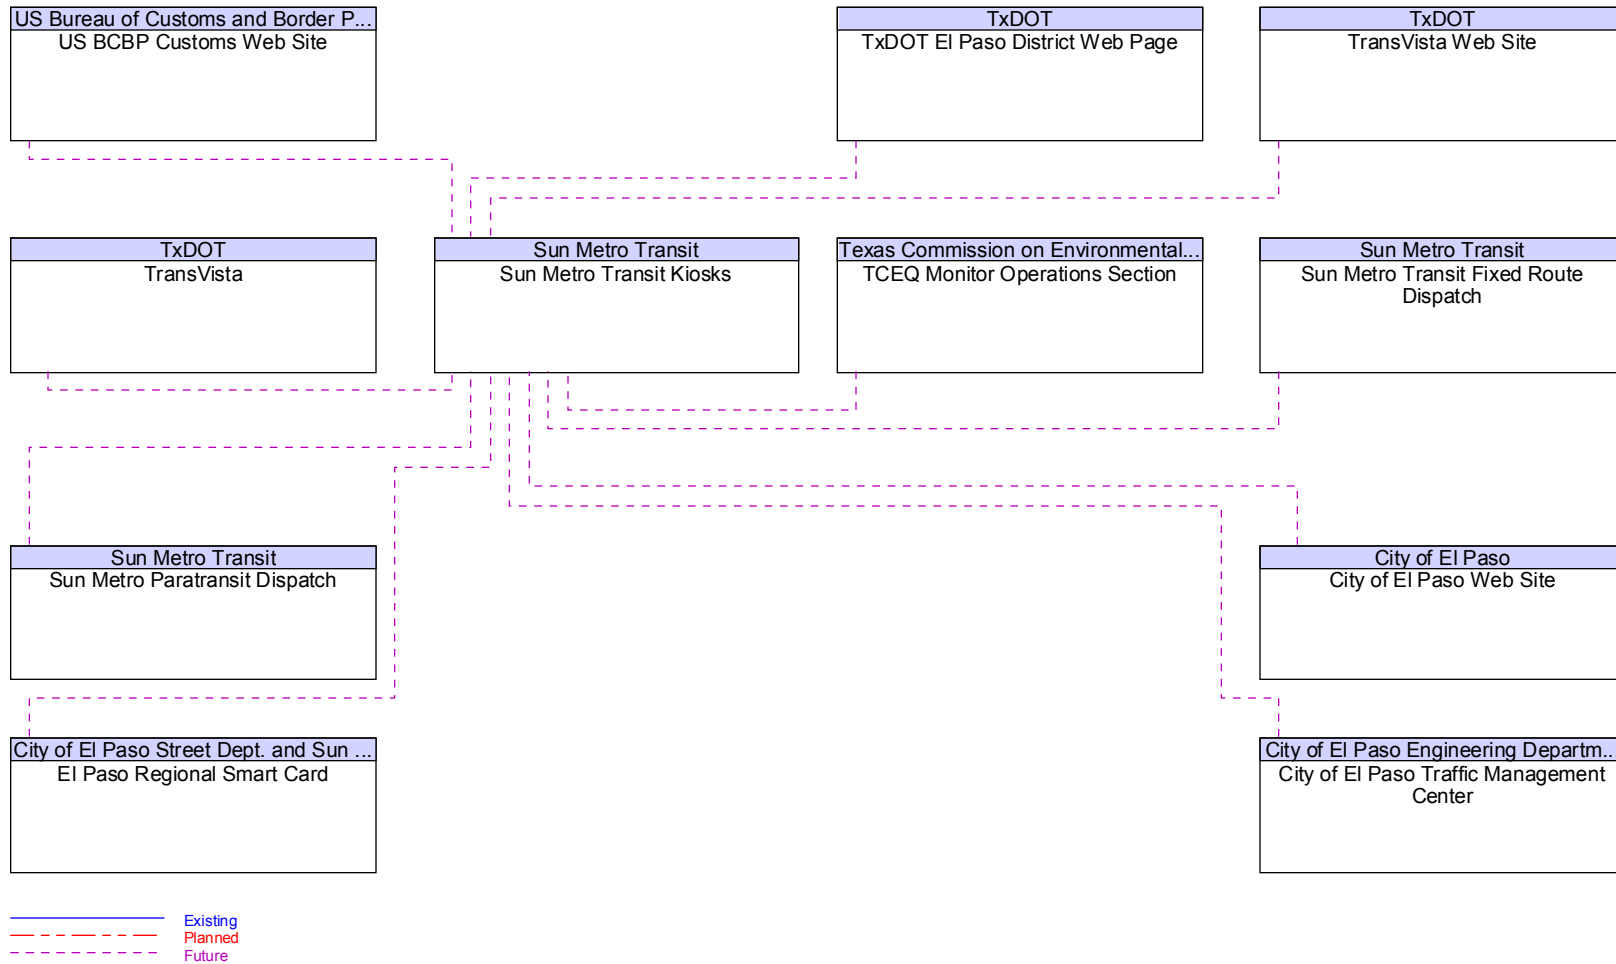 US Bureau of Customs and Border P...
US BCBP Customs Web Site
TxDOT
TxDOT El Paso District Web Page
TxDOT
TransVista Web Site
TxDOT
TransVista
Sun Metro Transit
Sun Metro Transit Kiosks
Texas Commission on Environmental...
TCEQ Monitor Operations Section
Sun Metro Transit
Sun Metro Transit Fixed Route
Dispatch
Sun Metro Transit
Sun Metro Paratransit Dispatch
City of El Paso
City of El Paso Web Site
City of El Paso Street Dept. and Sun ...
El Paso Regional Smart Card
City of El Paso Engineering Departm...
City of El Paso Traffic Management
Center
Existing
Planned
Future